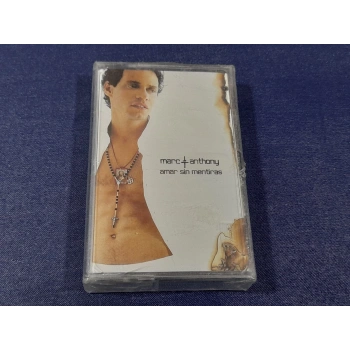 marc anthony
amar sin mentiras